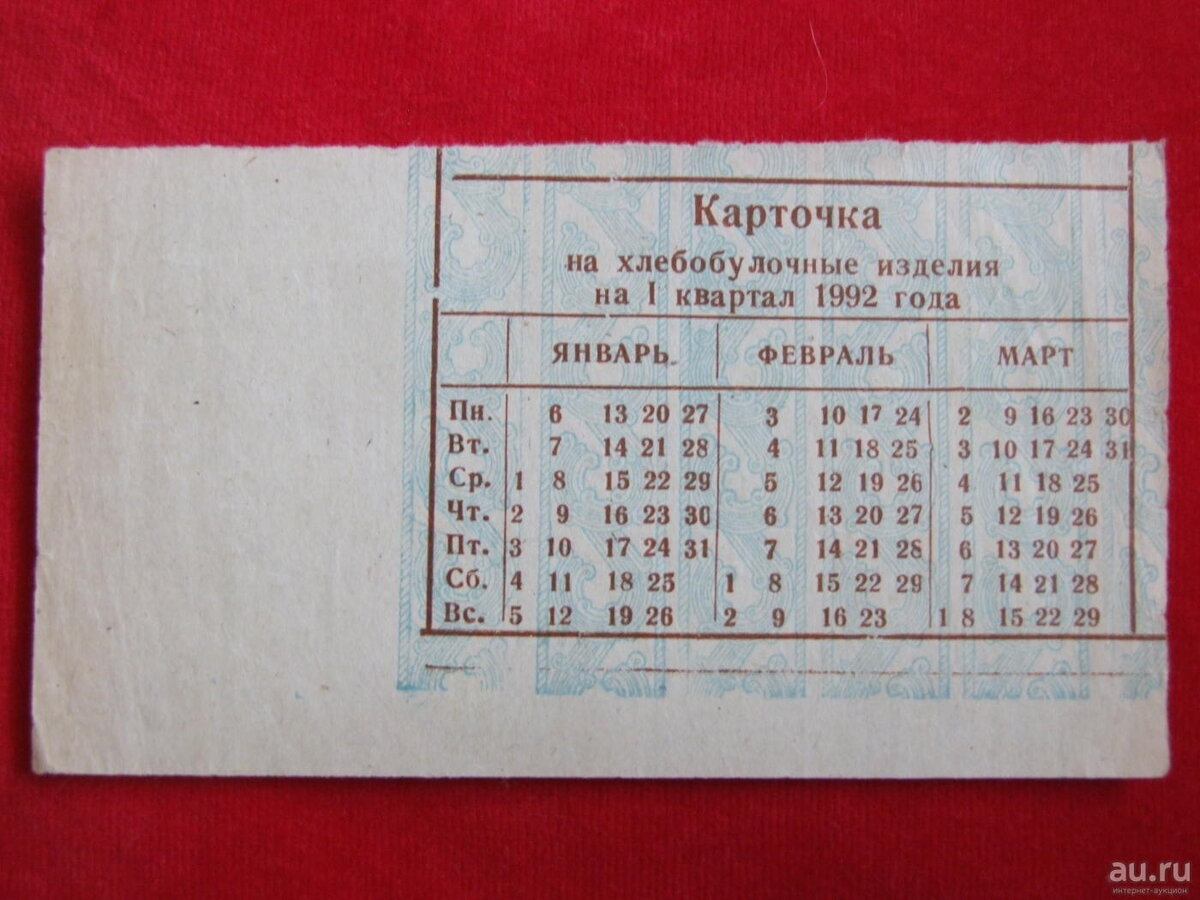 Карточка
на хлебобулочные изделия
на I квартал 1992 года
ЯНВАРЬ ФЕВРАЛЬ МАРТ
Пн. 6 13 20 27 3 10 17 24 2 9 16 23 30
Вт. 7 14 21 28 4 11 18 25 3 10 17 24 31
Ср. 1 8 15 22 29 5 12 19 26 4 11 18 25
Чт. 2 9 16 23 30 6 13 20 27 5 12 19 26
Пт. 3 10 17 24 31 7 14 21 28 6 13 20 27
Сб. 4 11 18 25 1 8 15 22 29 7 14 21 28
Вс. 5 12 19 26 2 9 16 23 1 8 15 22 29
au.ru
интернет-аукцион